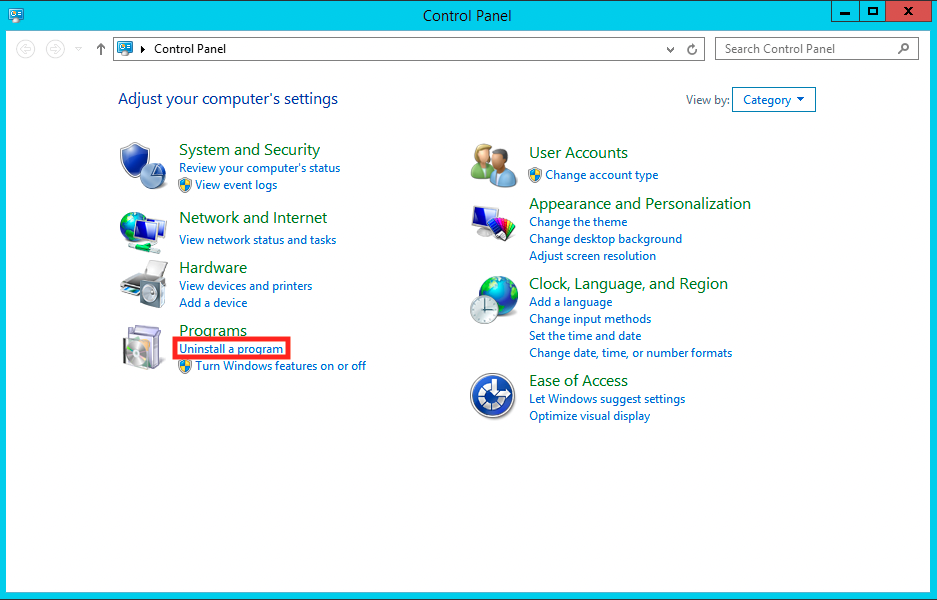 Control Panel
Control Panel
Search Control Panel
Adjust your computer's settings
View by: Category
System and Security
Review your computer's status
View event logs
Network and Internet
View network status and tasks
Hardware
View devices and printers
Add a device
Programs
Uninstall a program
Turn Windows features on or off
User Accounts
Change account type
Appearance and Personalization
Change the theme
Change desktop background
Adjust screen resolution
Clock, Language, and Region
Add a language
Change input methods
Set the time and date
Change date, time, or number formats
Ease of Access
Let Windows suggest settings
Optimize visual display